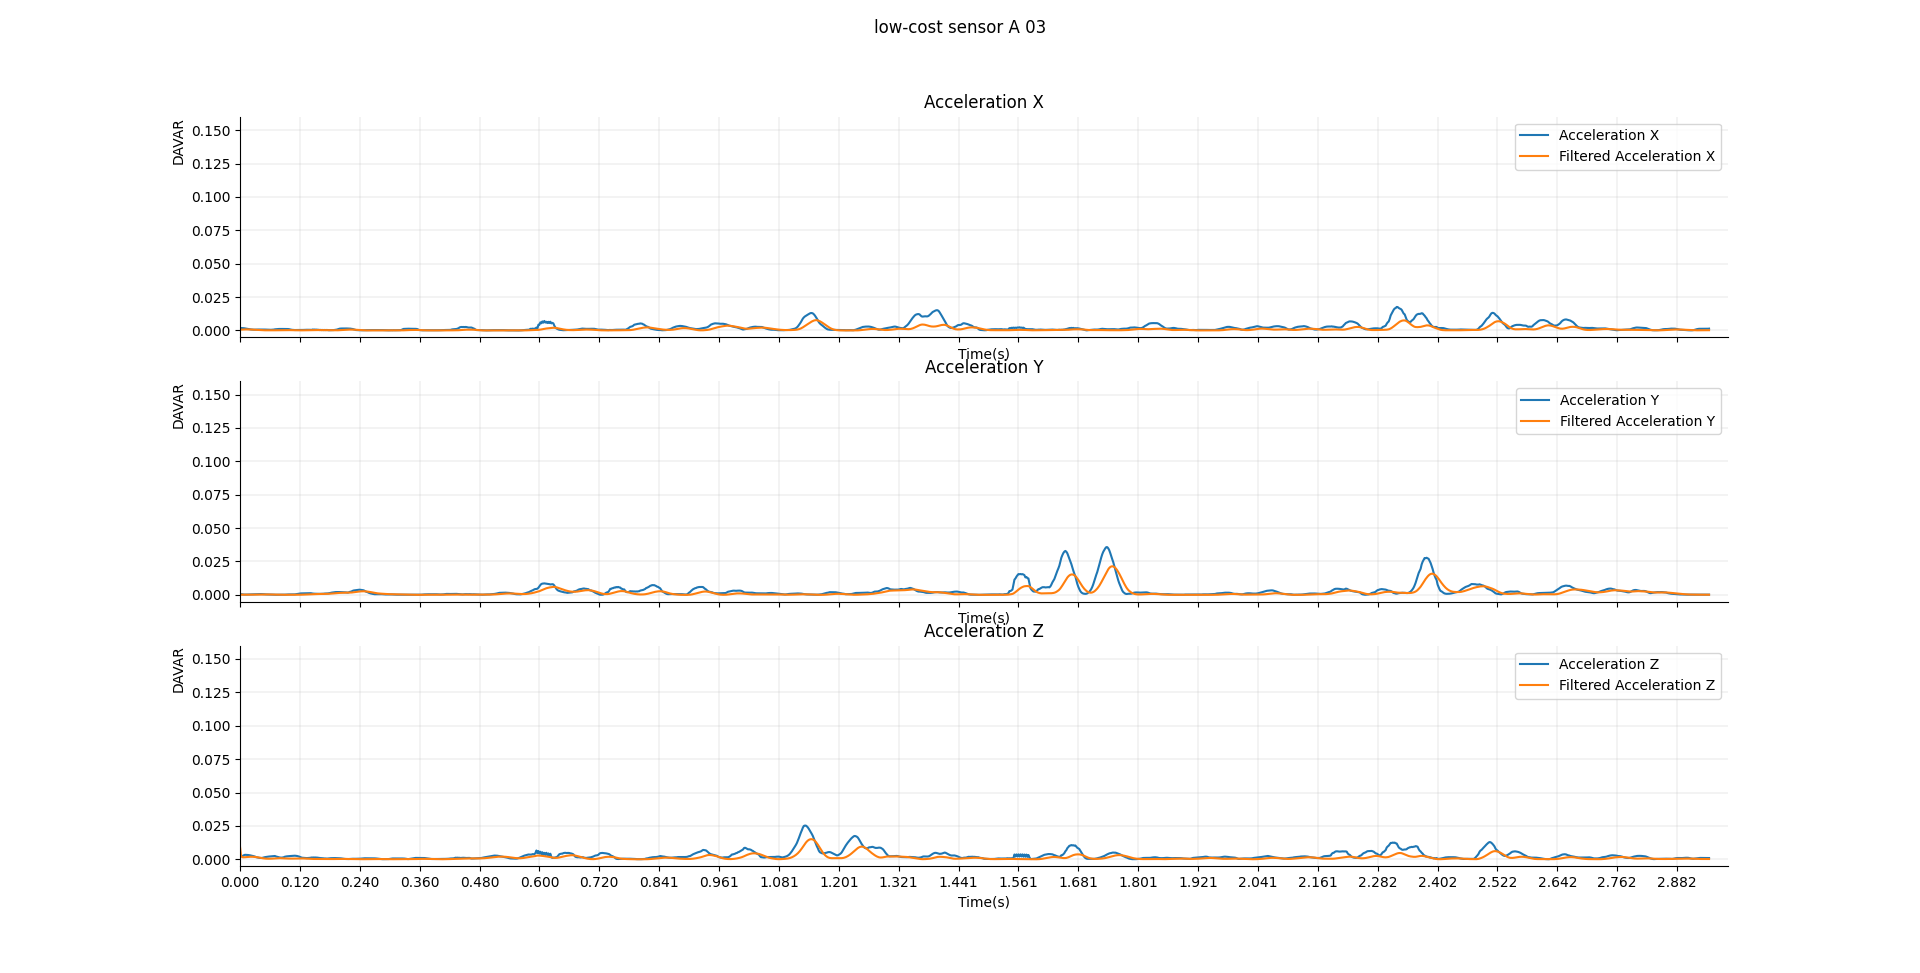 low-cost sensor A 03
Acceleration X
DAVAR
0.150
0.125
0.100
0.075
0.050
0.025
0.000
Acceleration X
Filtered Acceleration X
Time(s)
Acceleration Y
DAVAR
0.150
0.125
0.100
0.075
0.050
0.025
0.000
Acceleration Y
Filtered Acceleration Y
Time(s)
Acceleration Z
DAVAR
0.150
0.125
0.100
0.075
0.050
0.025
0.000
Acceleration Z
Filtered Acceleration Z
0.000 0.120 0.240 0.360 0.480 0.600 0.720 0.841 0.961 1.081 1.201 1.321 1.441 1.561 1.681 1.801 1.921 2.041 2.161 2.282 2.402 2.522 2.642 2.762 2.882
Time(s)